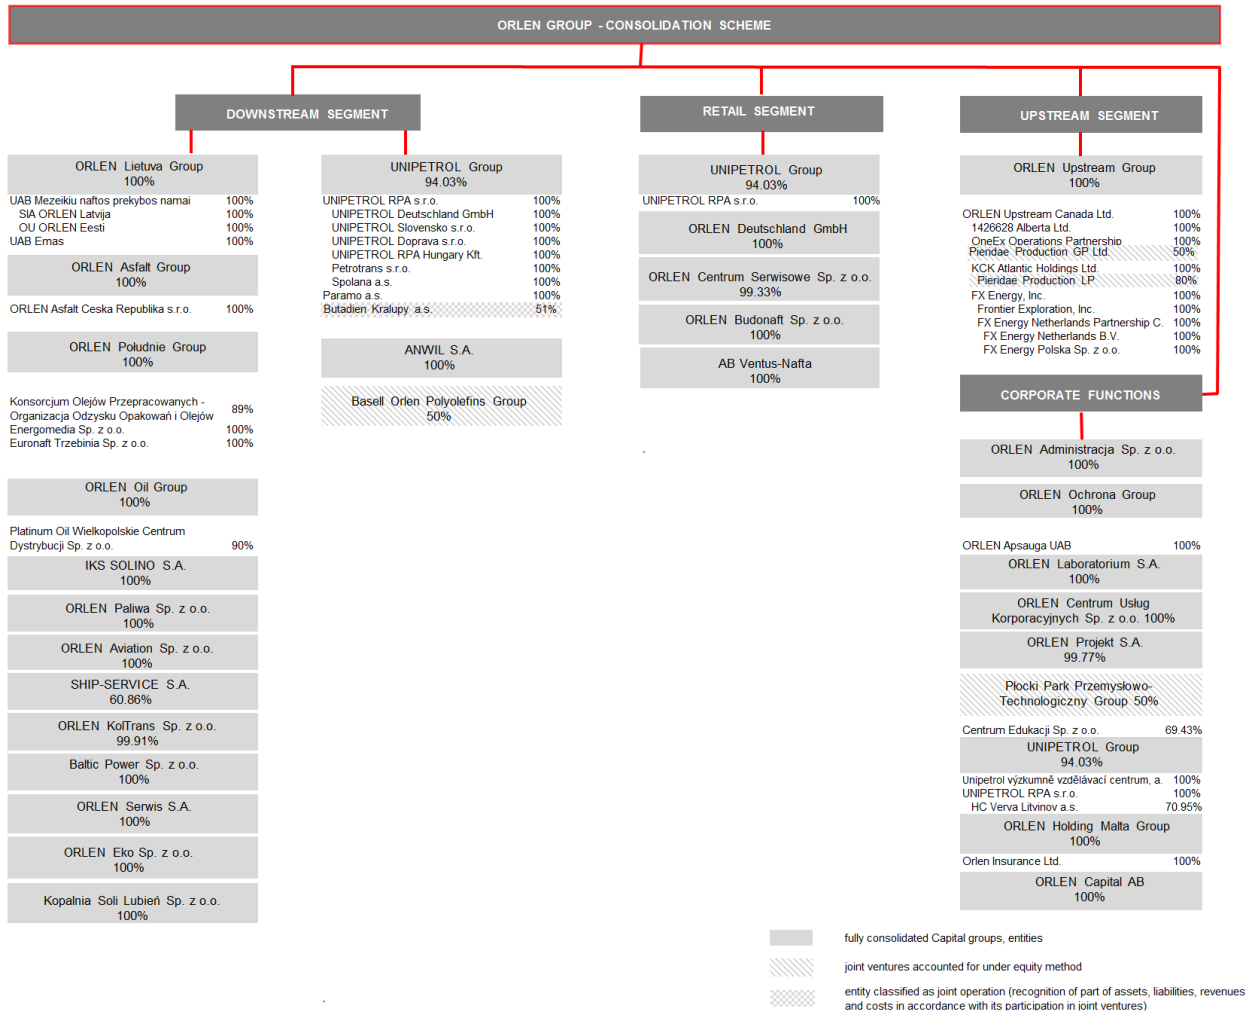 ORLEN GROUP - CONSOLIDATION SCHEME
DOWNSTREAM SEGMENT
ORLEN Lietuva Group
100%
UAB Mezeikiu naftos prekybos namai 100%
SIA ORLEN Latvija 100%
OU ORLEN Eesti 100%
UAB Emas 100%
ORLEN Asfalt Group
100%
ORLEN Asfalt Ceska Republika s.r.o. 100%
ORLEN Południe Group
100%
Konsorcjum Olejów Przepracowanych -
Organizacja Odzysku Opakowań i Olejów 89%
Energomedia Sp. z o.o. 100%
Euronaft Trzebinia Sp. z o.o. 100%
ORLEN Oil Group
100%
Platinum Oil Wielkopolskie Centrum
Dystrybucji Sp. z o.o. 90%
IKS SOLINO S.A.
100%
ORLEN Paliwa Sp. z o.o.
100%
ORLEN Aviation Sp. z o.o.
100%
SHIP-SERVICE S.A.
60.86%
ORLEN KolTrans Sp. z o.o.
99.91%
Baltic Power Sp. z o.o.
100%
ORLEN Serwis S.A.
100%
ORLEN Eko Sp. z o.o.
100%
Kopalnia Soli Lubień Sp. z o.o.
100%
UNIPETROL Group
94.03%
UNIPETROL RPA s.r.o. 100%
UNIPETROL Deutschland GmbH 100%
UNIPETROL Slovensko s.r.o. 100%
UNIPETROL Doprava s.r.o. 100%
UNIPETROL RPA Hungary Kft. 100%
Petrotrans s.r.o. 100%
Spolana a.s. 100%
Paramo a.s. 100%
Butadien Kralupy a.s. 51%
ANWIL S.A.
100%
Basell Orlen Polyolefins Group
50%
RETAIL SEGMENT
UNIPETROL Group
94.03%
UNIPETROL RPA s.r.o. 100%
ORLEN Deutschland GmbH
100%
ORLEN Centrum Serwisowe Sp. z o.o.
99.33%
ORLEN Budonaft Sp. z o.o.
100%
AB Ventus-Nafta
100%
UPSTREAM SEGMENT
ORLEN Upstream Group
100%
ORLEN Upstream Canada Ltd. 100%
1426628 Alberta Ltd. 100%
OneEx Operations Partnership 100%
Pieridae Production GP Ltd. 50%
KCK Atlantic Holdings Ltd. 100%
Pieridae Production LP 80%
FX Energy, Inc. 100%
Frontier Exploration, Inc. 100%
FX Energy Netherlands Partnership C. 100%
FX Energy Netherlands B.V. 100%
FX Energy Polska Sp. z o.o. 100%
CORPORATE FUNCTIONS
ORLEN Administracja Sp. z o.o.
100%
ORLEN Ochrona Group
100%
ORLEN Apsauga UAB 100%
ORLEN Laboratorium S.A.
100%
ORLEN Centrum Usług
Korporacyjnych Sp. z o.o. 100%
ORLEN Projekt S.A.
99.77%
Płocki Park Przemysłowo-
Technologiczny Group 50%
Centrum Edukacji Sp. z o.o. 69.43%
UNIPETROL Group
94.03%
Unipetrol výzkumně vzdělávací centrum, a. 100%
UNIPETROL RPA s.r.o. 100%
HC Verva Litvinov a.s. 70.95%
ORLEN Holding Malta Group
100%
Orlen Insurance Ltd. 100%
ORLEN Capital AB
100%
fully consolidated Capital groups, entities
joint ventures accounted for under equity method
entity classified as joint operation (recognition of part of assets, liabilities, revenues
and costs in accordance with its participation in joint ventures)